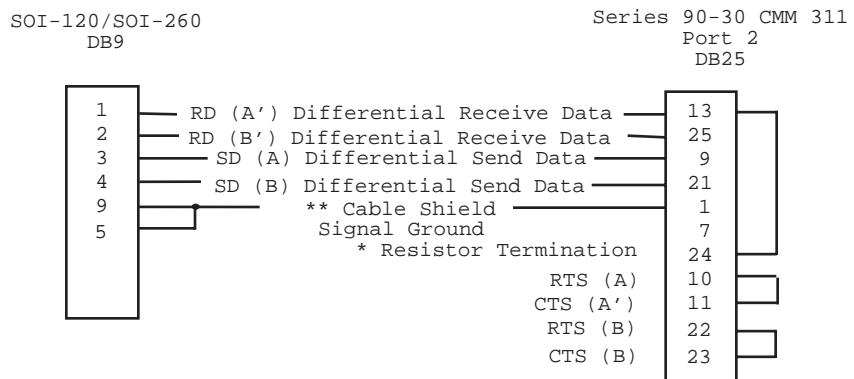 SOI-120/SOI-260
DB9
Series 90-30 CMM 311
Port 2
DB25
1 RD (A') Differential Receive Data 13
2 RD (B') Differential Receive Data 25
3 SD (A) Differential Send Data 9
4 SD (B) Differential Send Data 21
9 ** Cable Shield 1
5 Signal Ground 7
* Resistor Termination 24
RTS (A) 10
CTS (A') 11
RTS (B) 22
CTS (B) 23